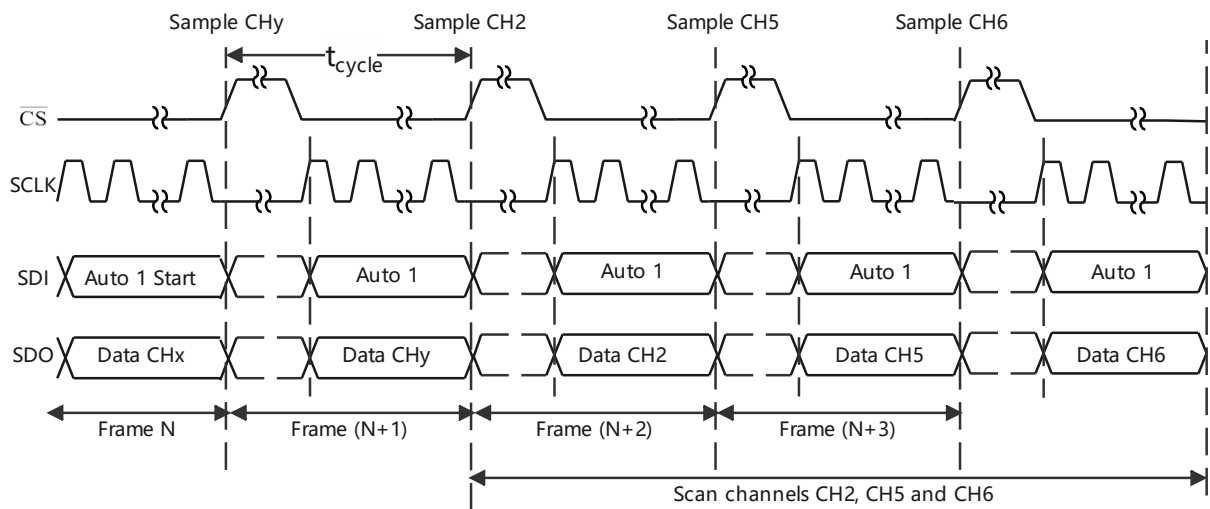 Sample CHy Sample CH2 Sample CH5 Sample CH6
tcycle
CS
SCLK
SDI Auto 1 Start Auto 1 Auto 1 Auto 1 Auto 1
SDO Data CHx Data CHy Data CH2 Data CH5 Data CH6
Frame N Frame (N+1) Frame (N+2) Frame (N+3)
Scan channels CH2, CH5 and CH6